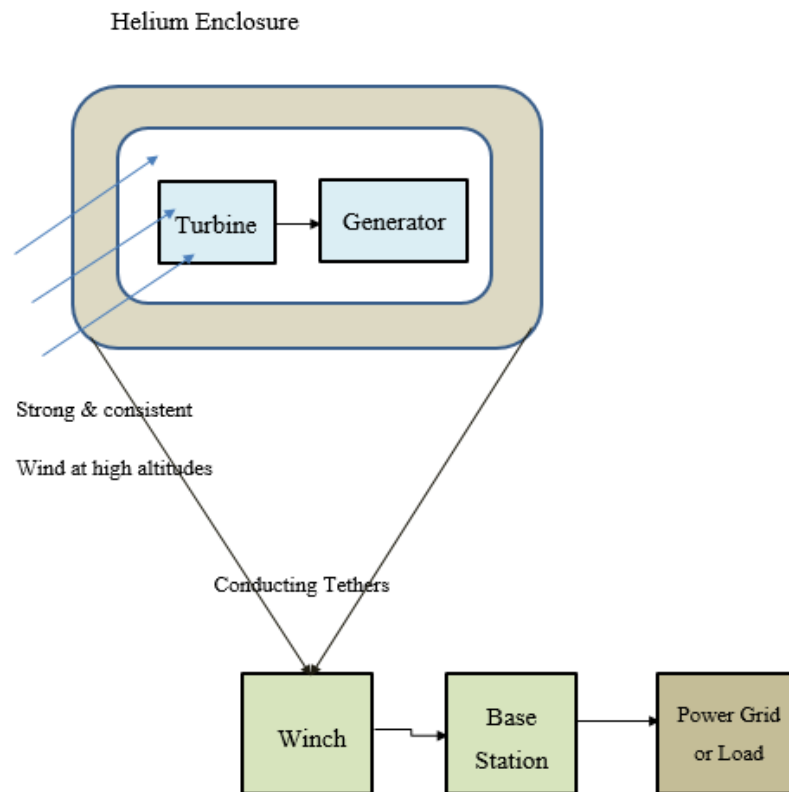 Helium Enclosure
Turbine
Generator
Strong & consistent
Wind at high altitudes
Conducting Tethers
Winch
Base
Station
Power Grid
or Load